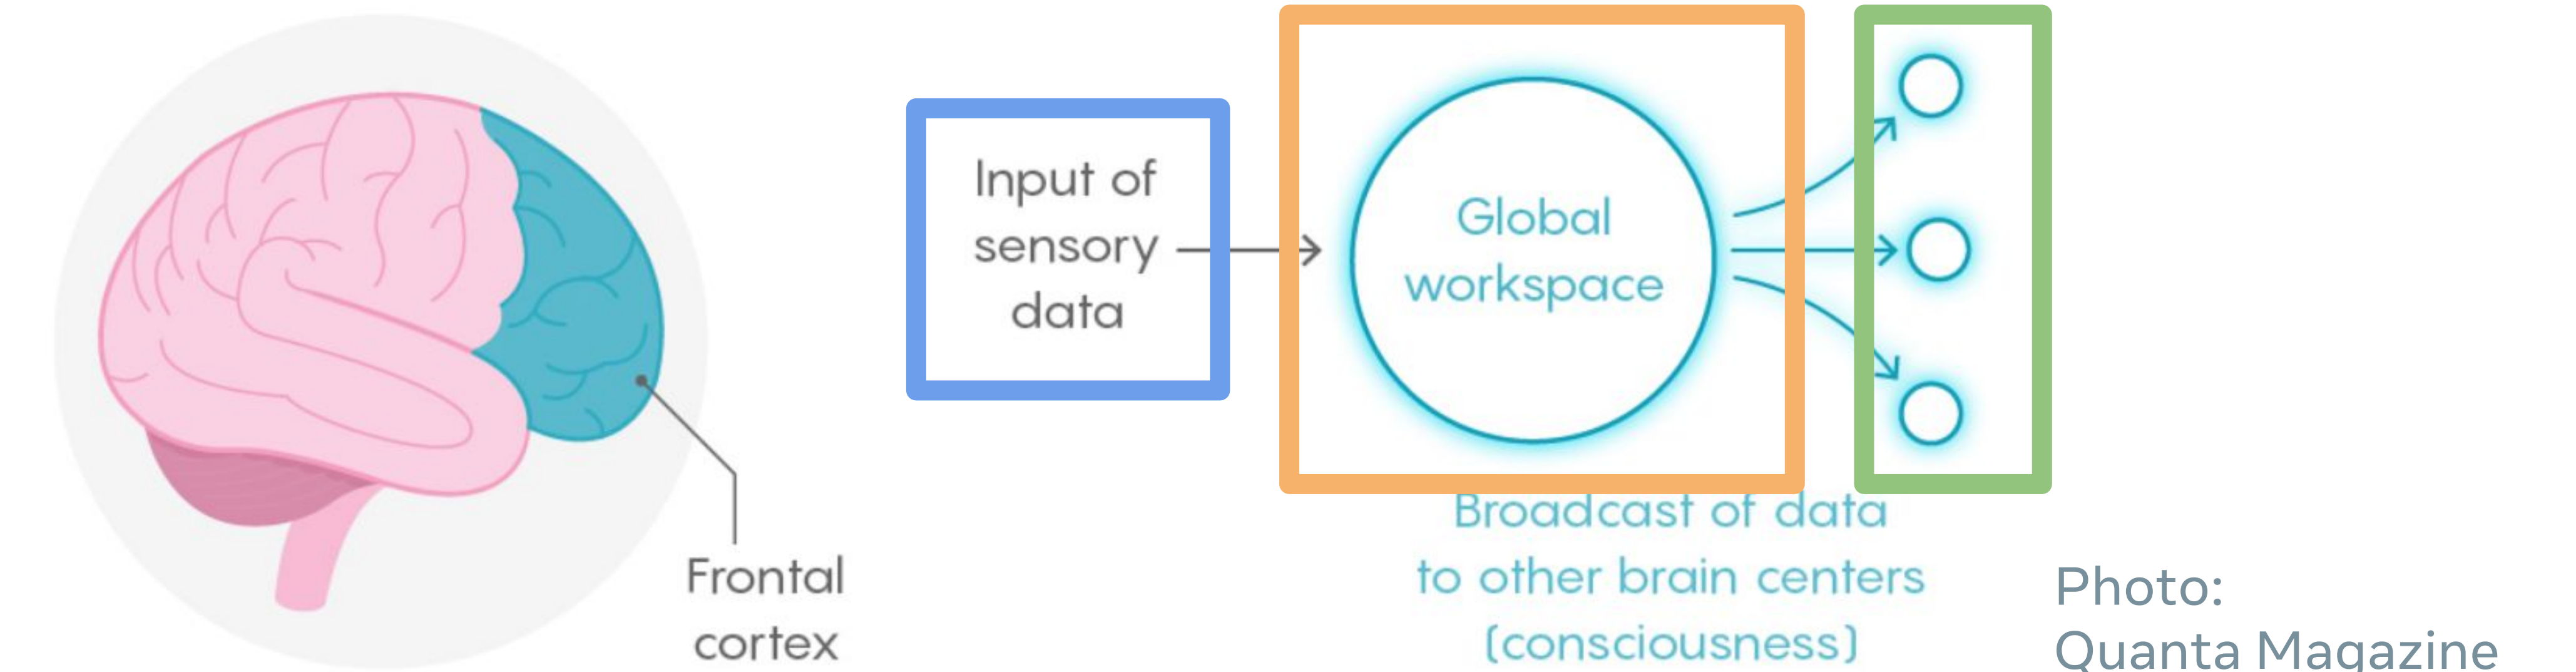 Frontal
cortex
Input of
sensory
data
Global
workspace
Broadcast of data
to other brain centers
(consciousness)
Photo:
Quanta Magazine